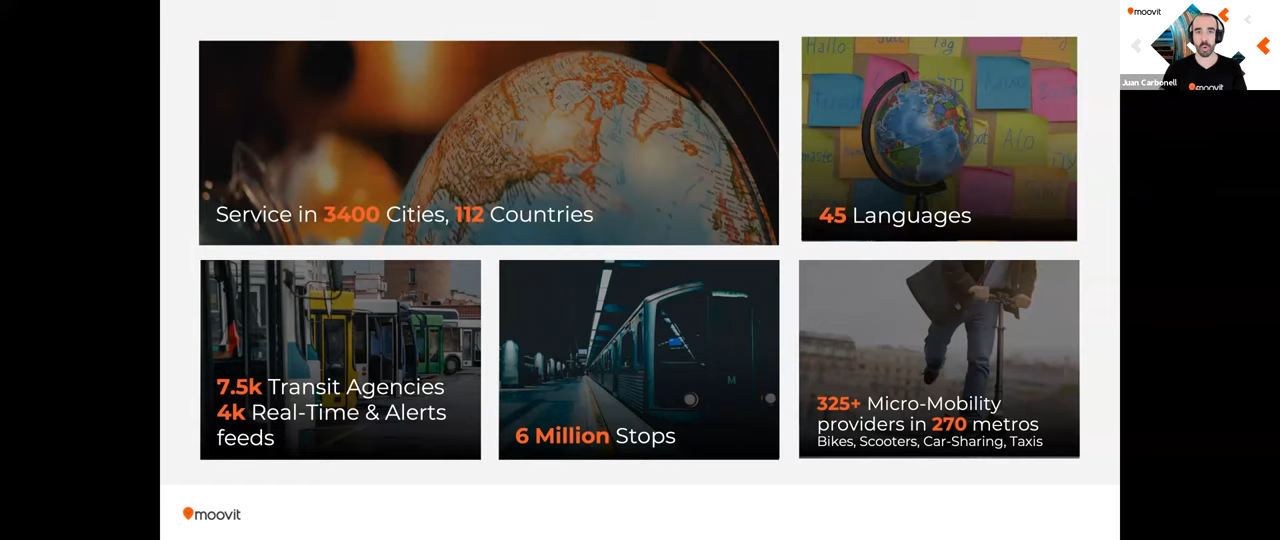 Service in 3400 Cities, 112 Countries
Hallo
45 Languages
7.5k Transit Agencies
4k Real-Time & Alerts
feeds
M
6 Million Stops
325+ Micro-Mobility
providers in 270 metros
Bikes, Scooters, Car-Sharing, Taxis
moovit
moovit
Juan Carbonell
moovit